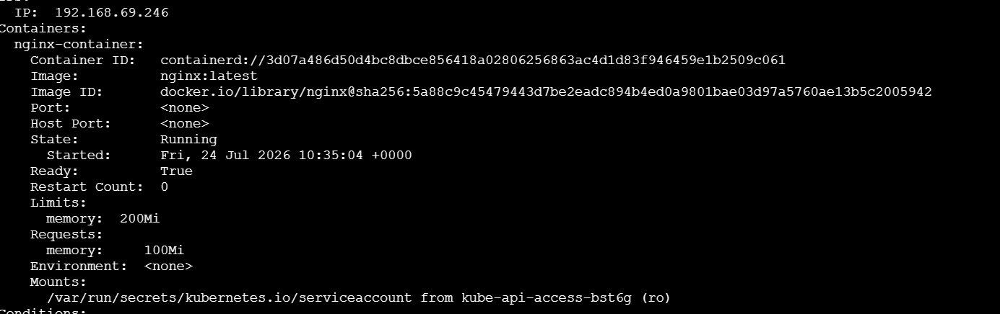 IP:  192.168.69.246
Containers:
  nginx-container:
    Container ID:   containerd://3d07a486d50d4bc8dbce856418a02806256863ac4d1d83f946459e1b2509c061
    Image:          nginx:latest
    Image ID:       docker.io/library/nginx@sha256:5a88c9c45479443d7be2eadc894b4ed0a9801bae03d97a5760ae13b5c2005942
    Port:           <none>
    Host Port:      <none>
    State:          Running
      Started:      Fri, 24 Jul 2026 10:35:04 +0000
    Ready:          True
    Restart Count:  0
    Limits:
      memory:  200Mi
    Requests:
      memory:     100Mi
    Environment:  <none>
    Mounts:
      /var/run/secrets/kubernetes.io/serviceaccount from kube-api-access-bst6g (ro)
Conditions: